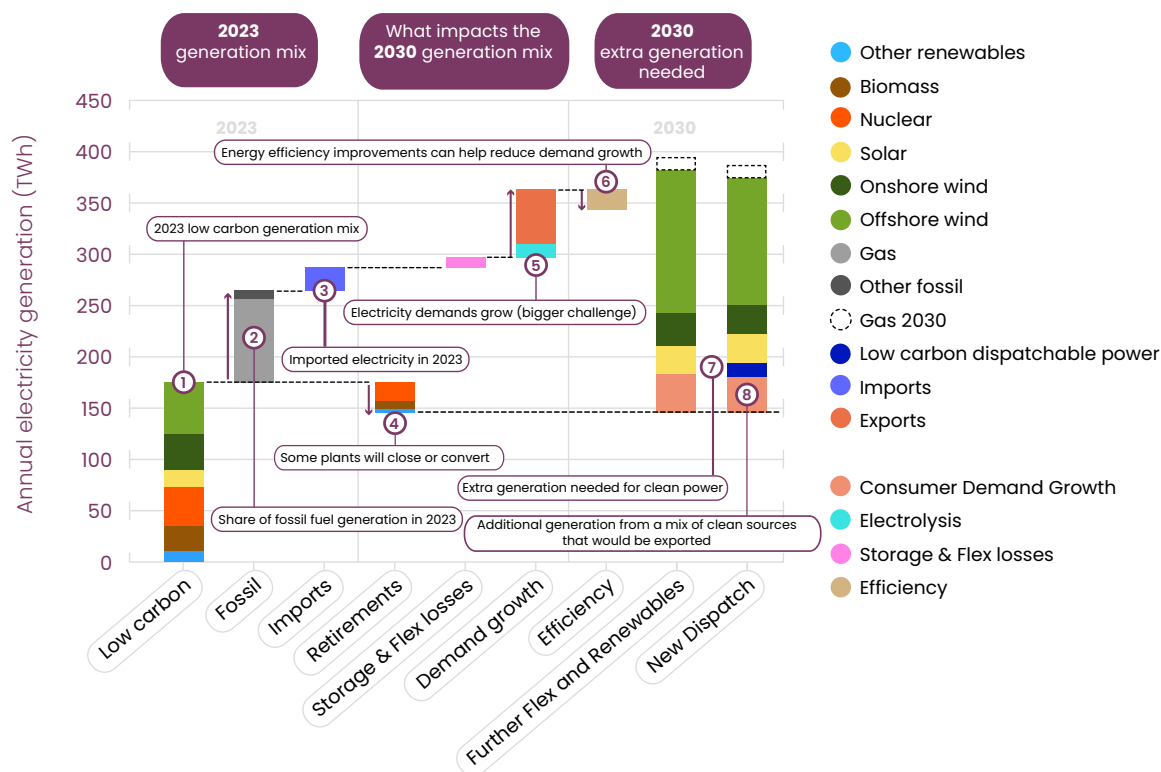 2023
generation mix
What impacts the
2030 generation mix
2030
extra generation
needed
Annual electricity generation (TWh)
450
400
350
300
250
200
150
100
50
0
2023
2030
Energy efficiency improvements can help reduce demand growth
6
2023 low carbon generation mix
5
3
Electricity demands grow (bigger challenge)
2
Imported electricity in 2023
1
7
8
4
Some plants will close or convert
Extra generation needed for clean power
Share of fossil fuel generation in 2023
Additional generation from a mix of clean sources
that would be exported
Low carbon
Fossil
Imports
Retirements
Storage & Flex losses
Demand growth
Efficiency
Further Flex and Renewables
New Dispatch
Other renewables
Biomass
Nuclear
Solar
Onshore wind
Offshore wind
Gas
Other fossil
Gas 2030
Low carbon dispatchable power
Imports
Exports
Consumer Demand Growth
Electrolysis
Storage & Flex losses
Efficiency